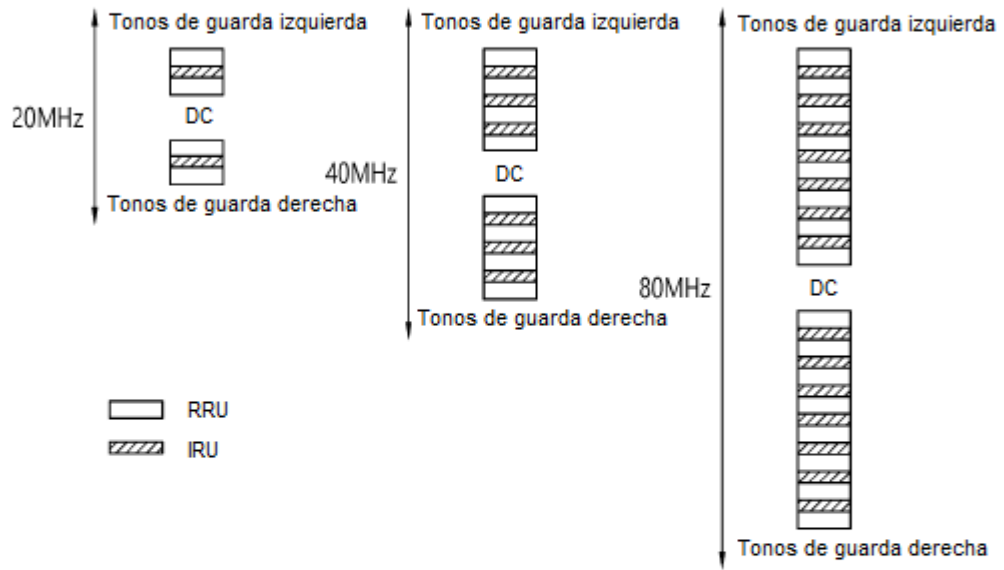 Tonos de guarda izquierda
20MHz
DC
Tonos de guarda derecha
Tonos de guarda izquierda
40MHz
DC
Tonos de guarda derecha
Tonos de guarda izquierda
80MHz
DC
Tonos de guarda derecha
RRU
IRU